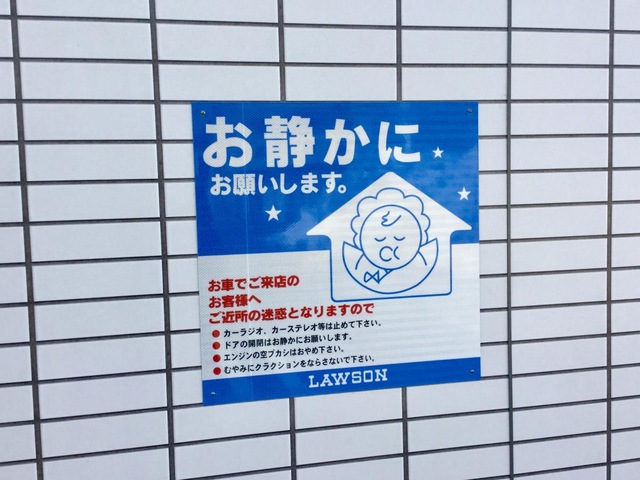 お静かに
お願いします。
お車でご来店の
お客様へ
ご近所の迷惑となりますので
● カーラジオ、カーステレオ等は止めて下さい。
● ドアの開閉はお静かにお願いします。
● エンジンの空ブカシはおやめ下さい。
● むやみにクラクションをならさないで下さい。
LAWSON